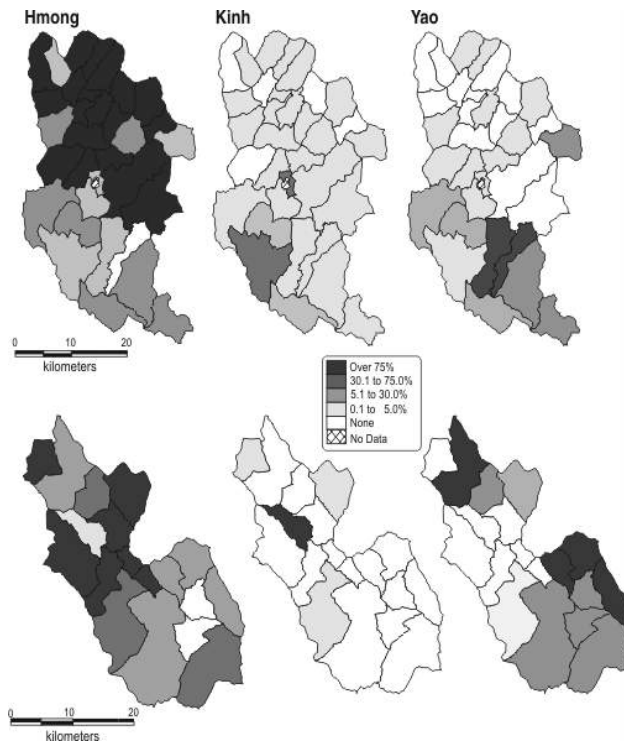 Hmong Kinh Yao
0 10 20
kilometers
Over 75%
30.1 to 75.0%
5.1 to 30.0%
0.1 to 5.0%
None
No Data
0 10 20
kilometers